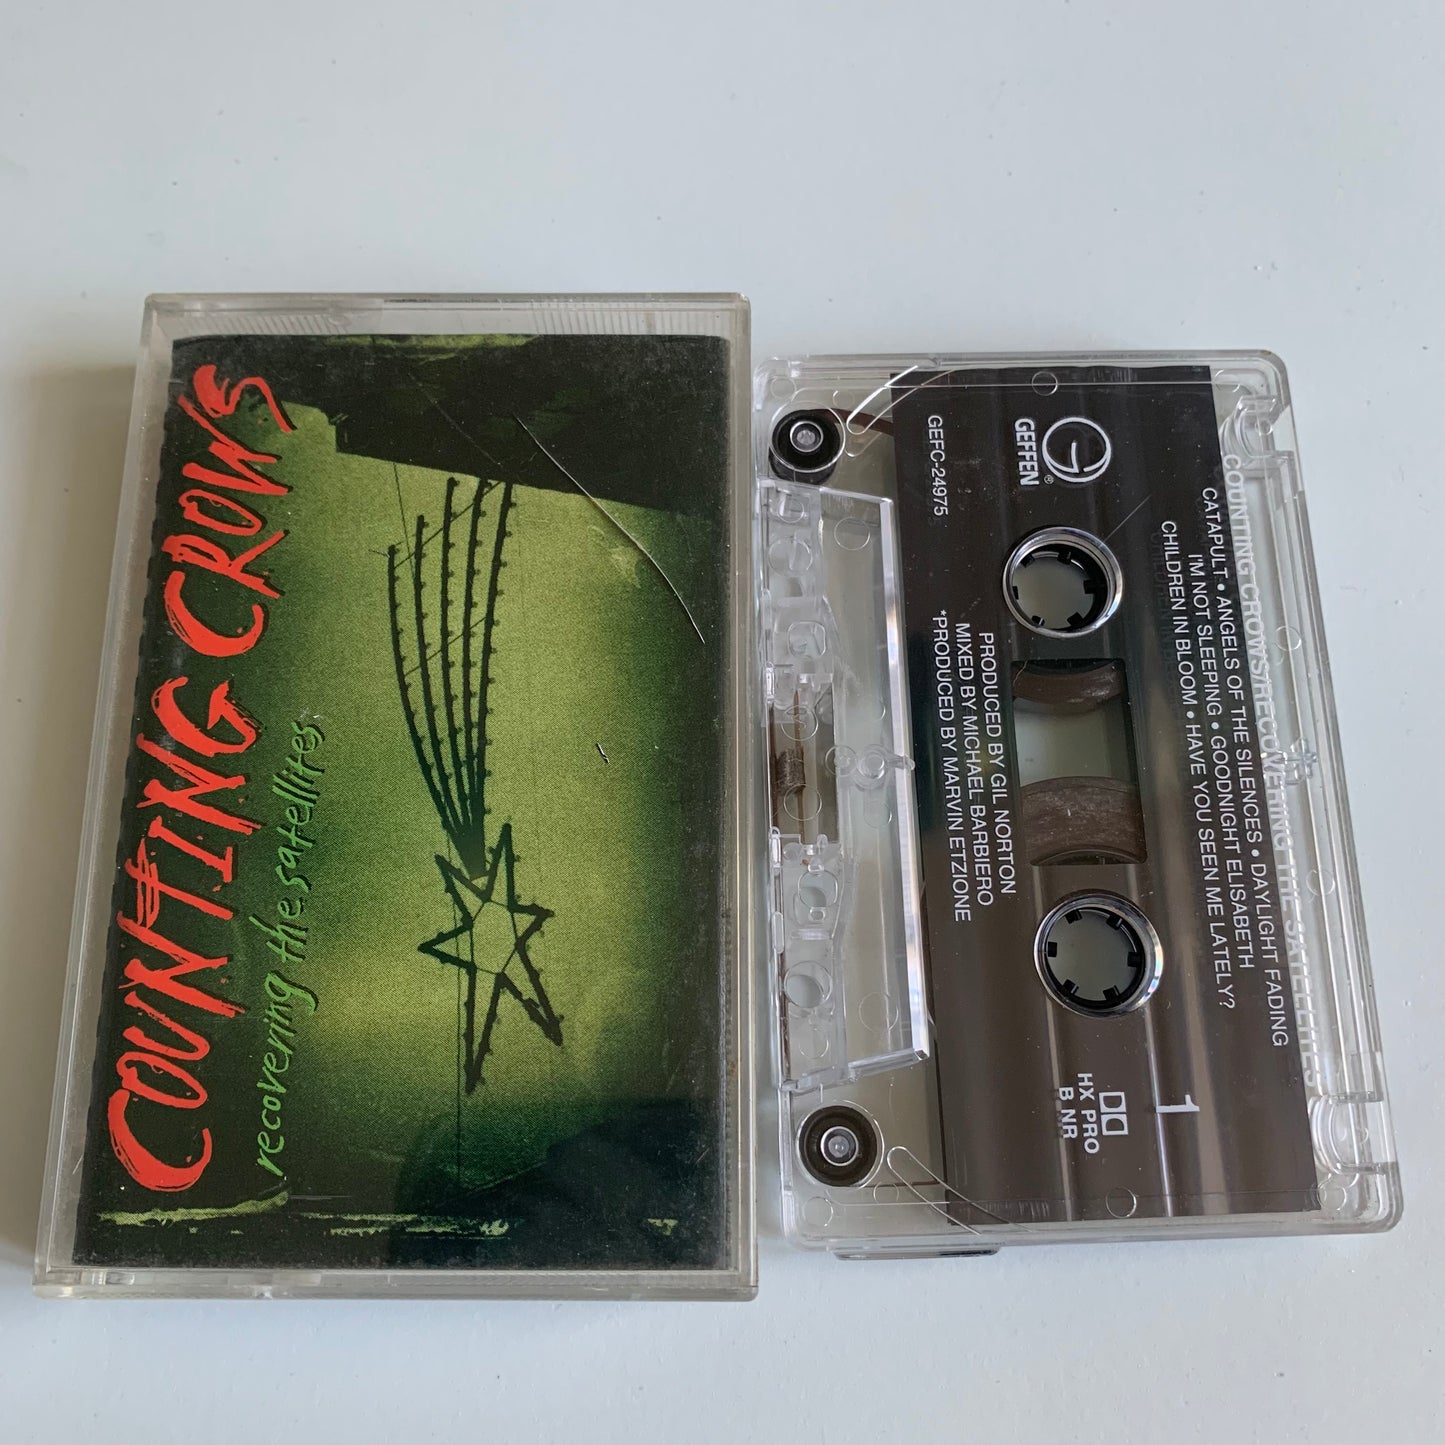 COUNTING CROWS
recovering the satellites
COUNTING CROWS/RECOVERING THE SATELLITES
CATAPULT • ANGELS OF THE SILENCES • DAYLIGHT FADING
I'M NOT SLEEPING • GOODNIGHT ELISABETH
CHILDREN IN BLOOM • HAVE YOU SEEN ME LATELY?
G
GEFFEN®
GEFC-24975
1
HX PRO
B NR
PRODUCED BY GIL NORTON
MIXED BY MICHAEL BARBIERO
*PRODUCED BY MARVIN ETZIONE